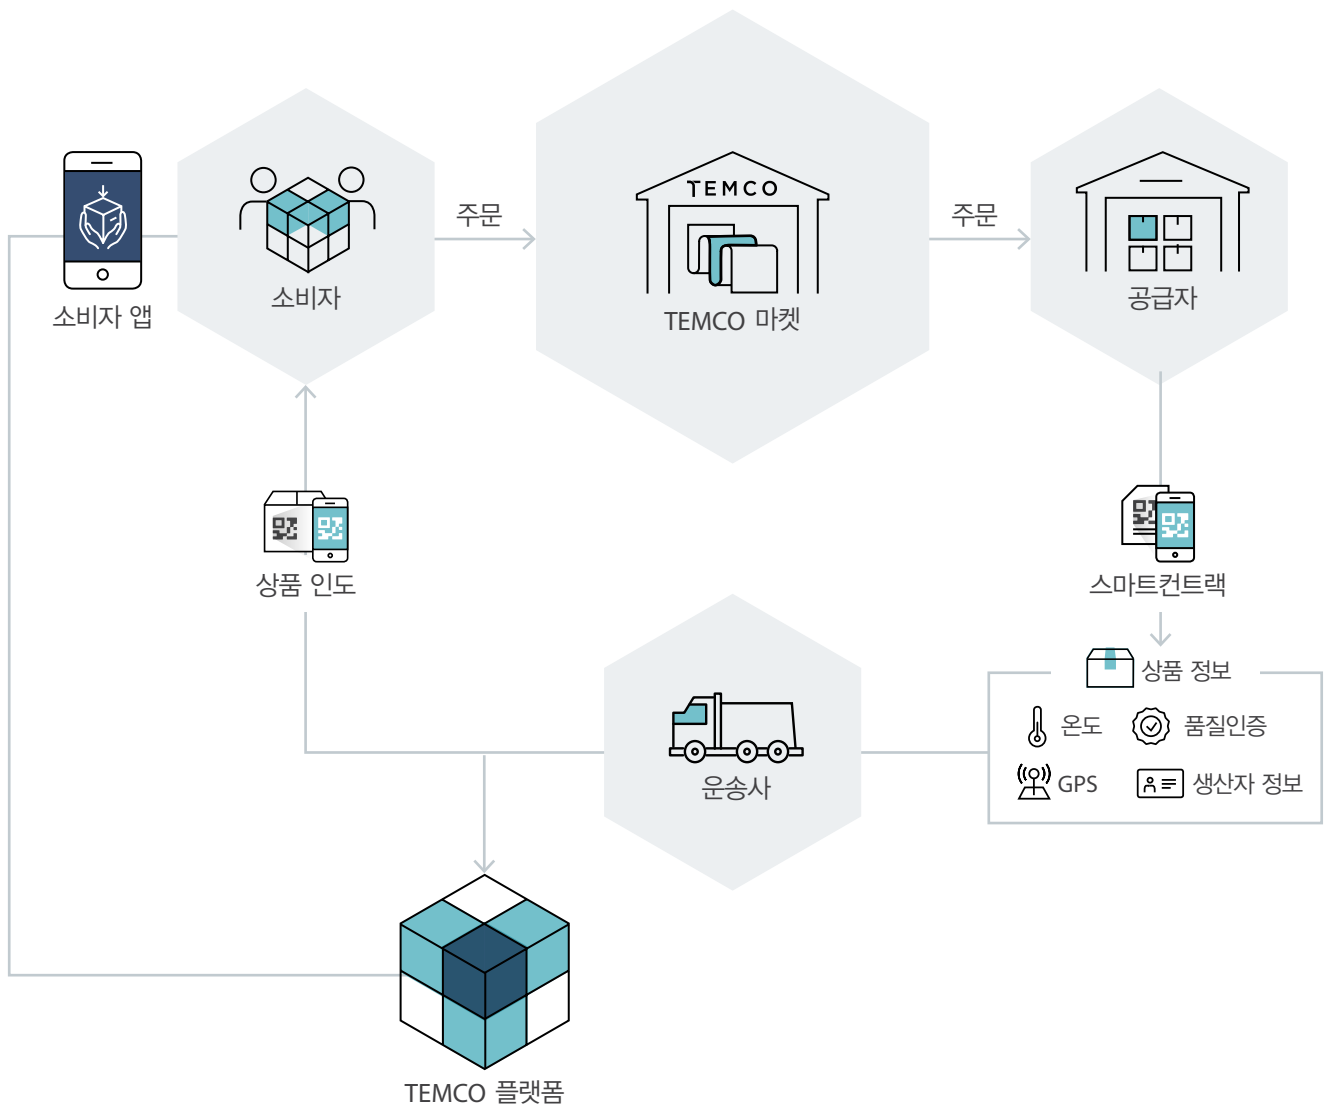 주문
주문
TEMCO
소비자 앱
소비자
TEMCO 마켓
공급자
상품 인도
스마트컨트랙
상품 정보
온도
품질인증
GPS
생산자 정보
운송사
TEMCO 플랫폼